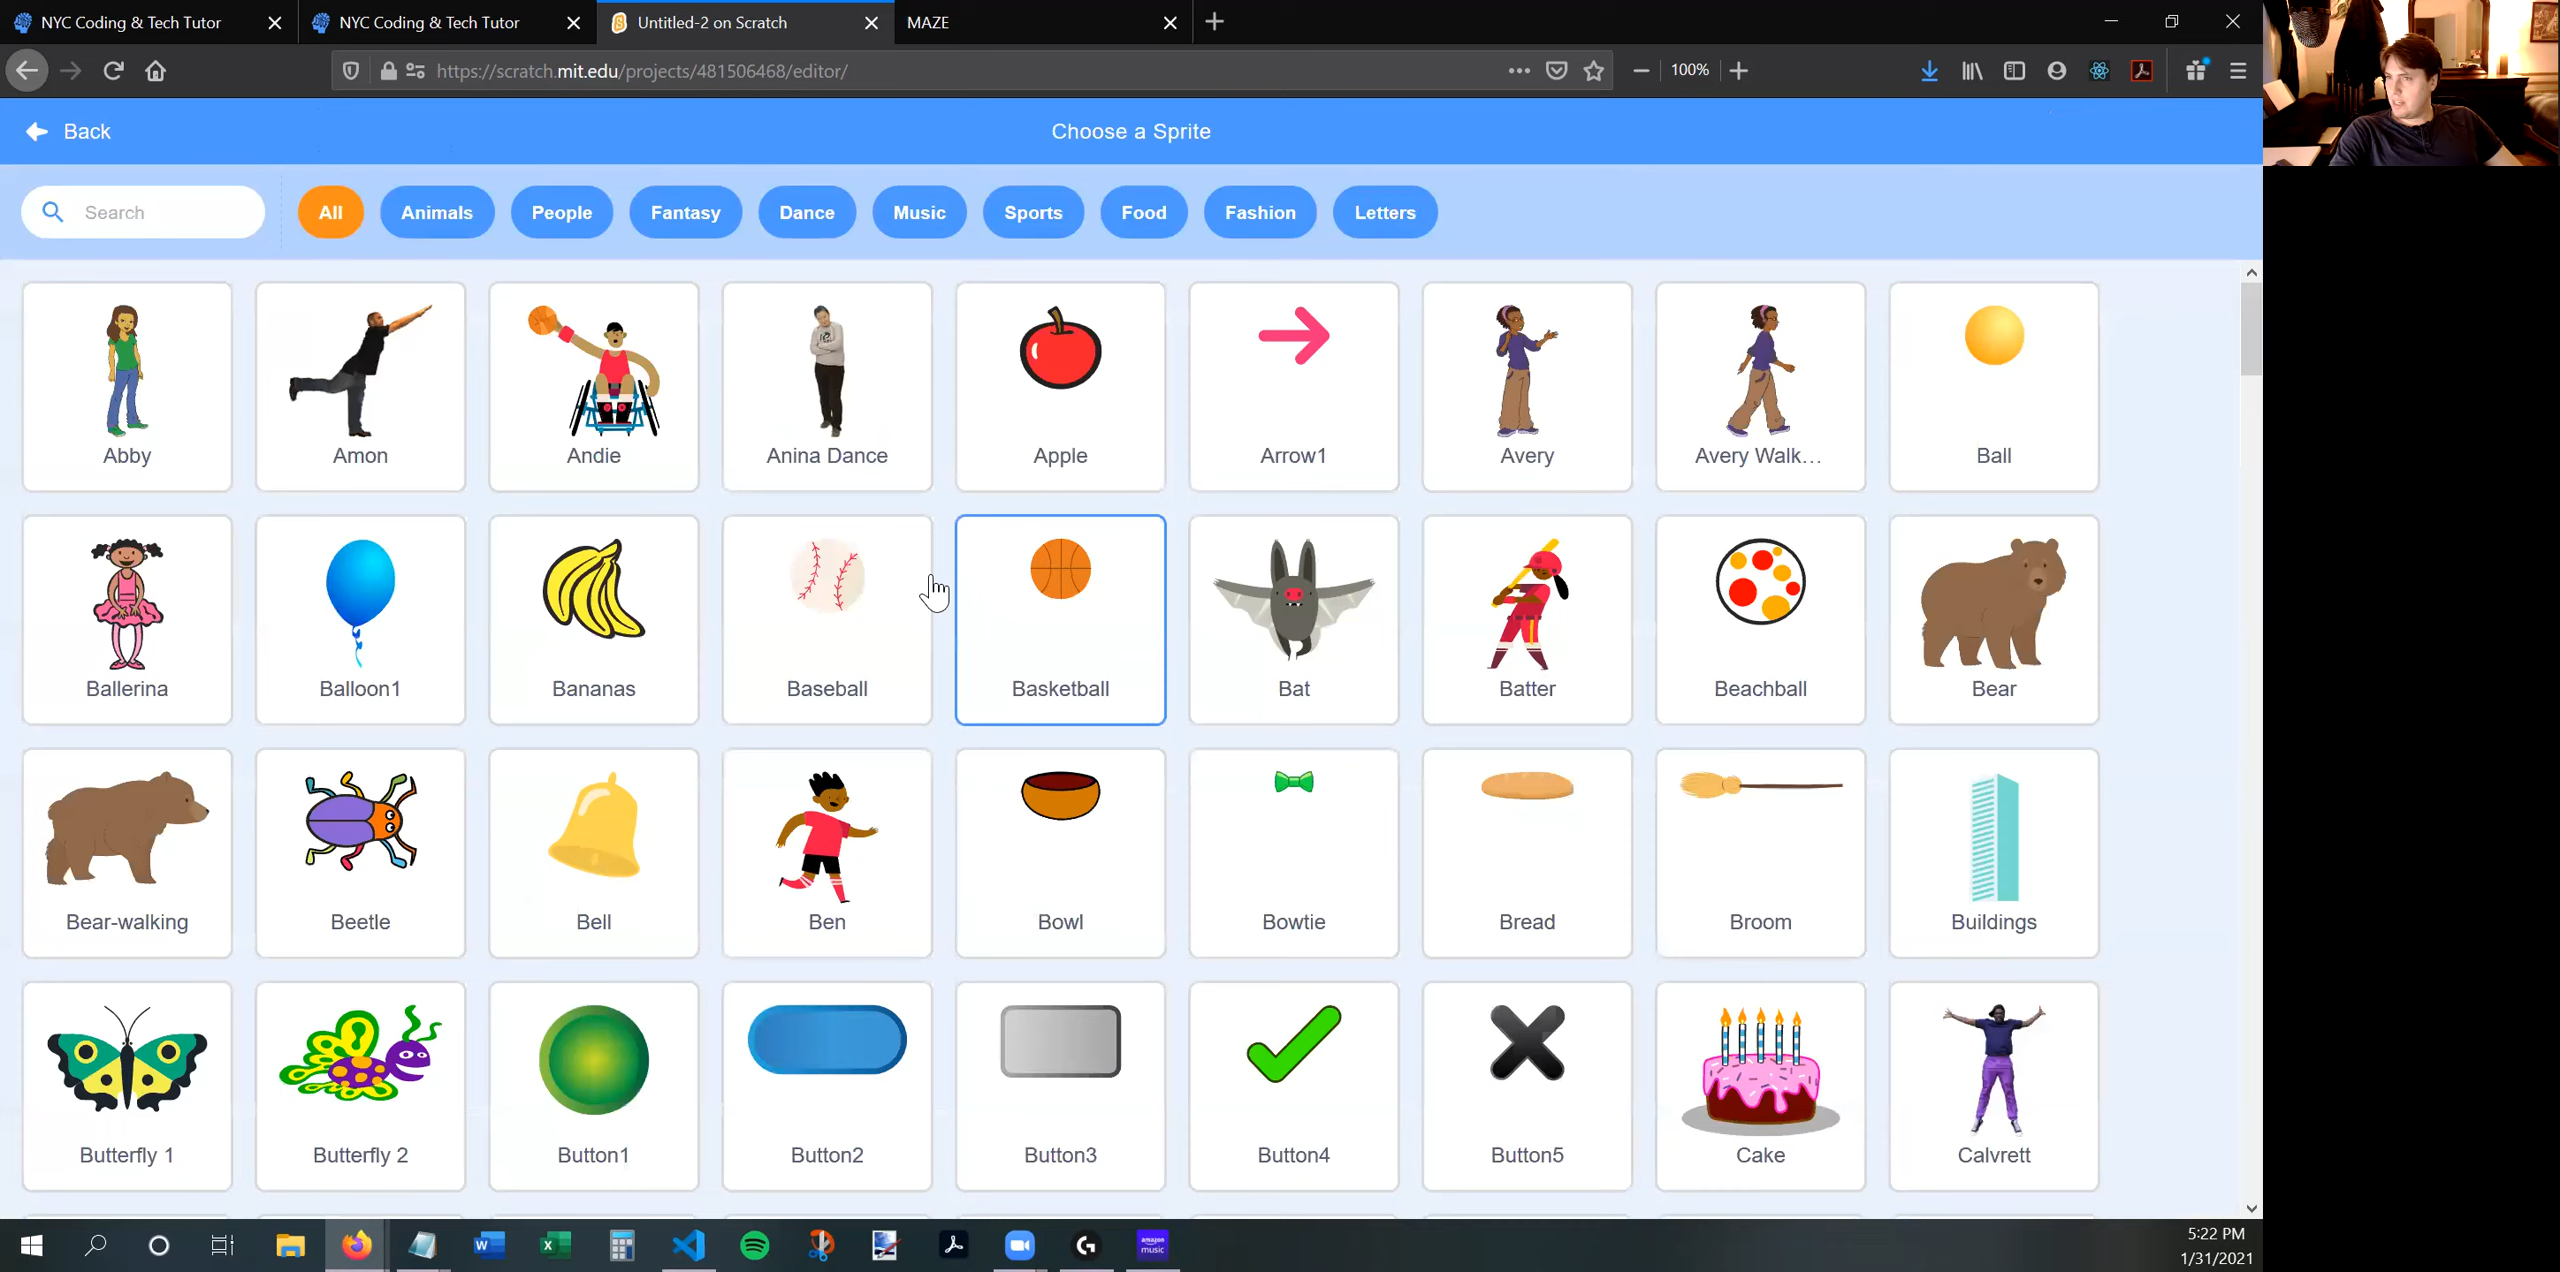 NYC Coding & Tech Tutor
NYC Coding & Tech Tutor
Untitled-2 on Scratch
MAZE
https://scratch.mit.edu/projects/481506468/editor/
100%
Back
Choose a Sprite
Search
All
Animals
People
Fantasy
Dance
Music
Sports
Food
Fashion
Letters
Abby
Amon
Andie
Anina Dance
Apple
Arrow1
Avery
Avery Walk...
Ball
Ballerina
Balloon1
Bananas
Baseball
Basketball
Bat
Batter
Beachball
Bear
Bear-walking
Beetle
Bell
Ben
Bowl
Bowtie
Bread
Broom
Buildings
Butterfly 1
Butterfly 2
Button1
Button2
Button3
Button4
Button5
Cake
Calvrett
amazon
music
5:22 PM
1/31/2021